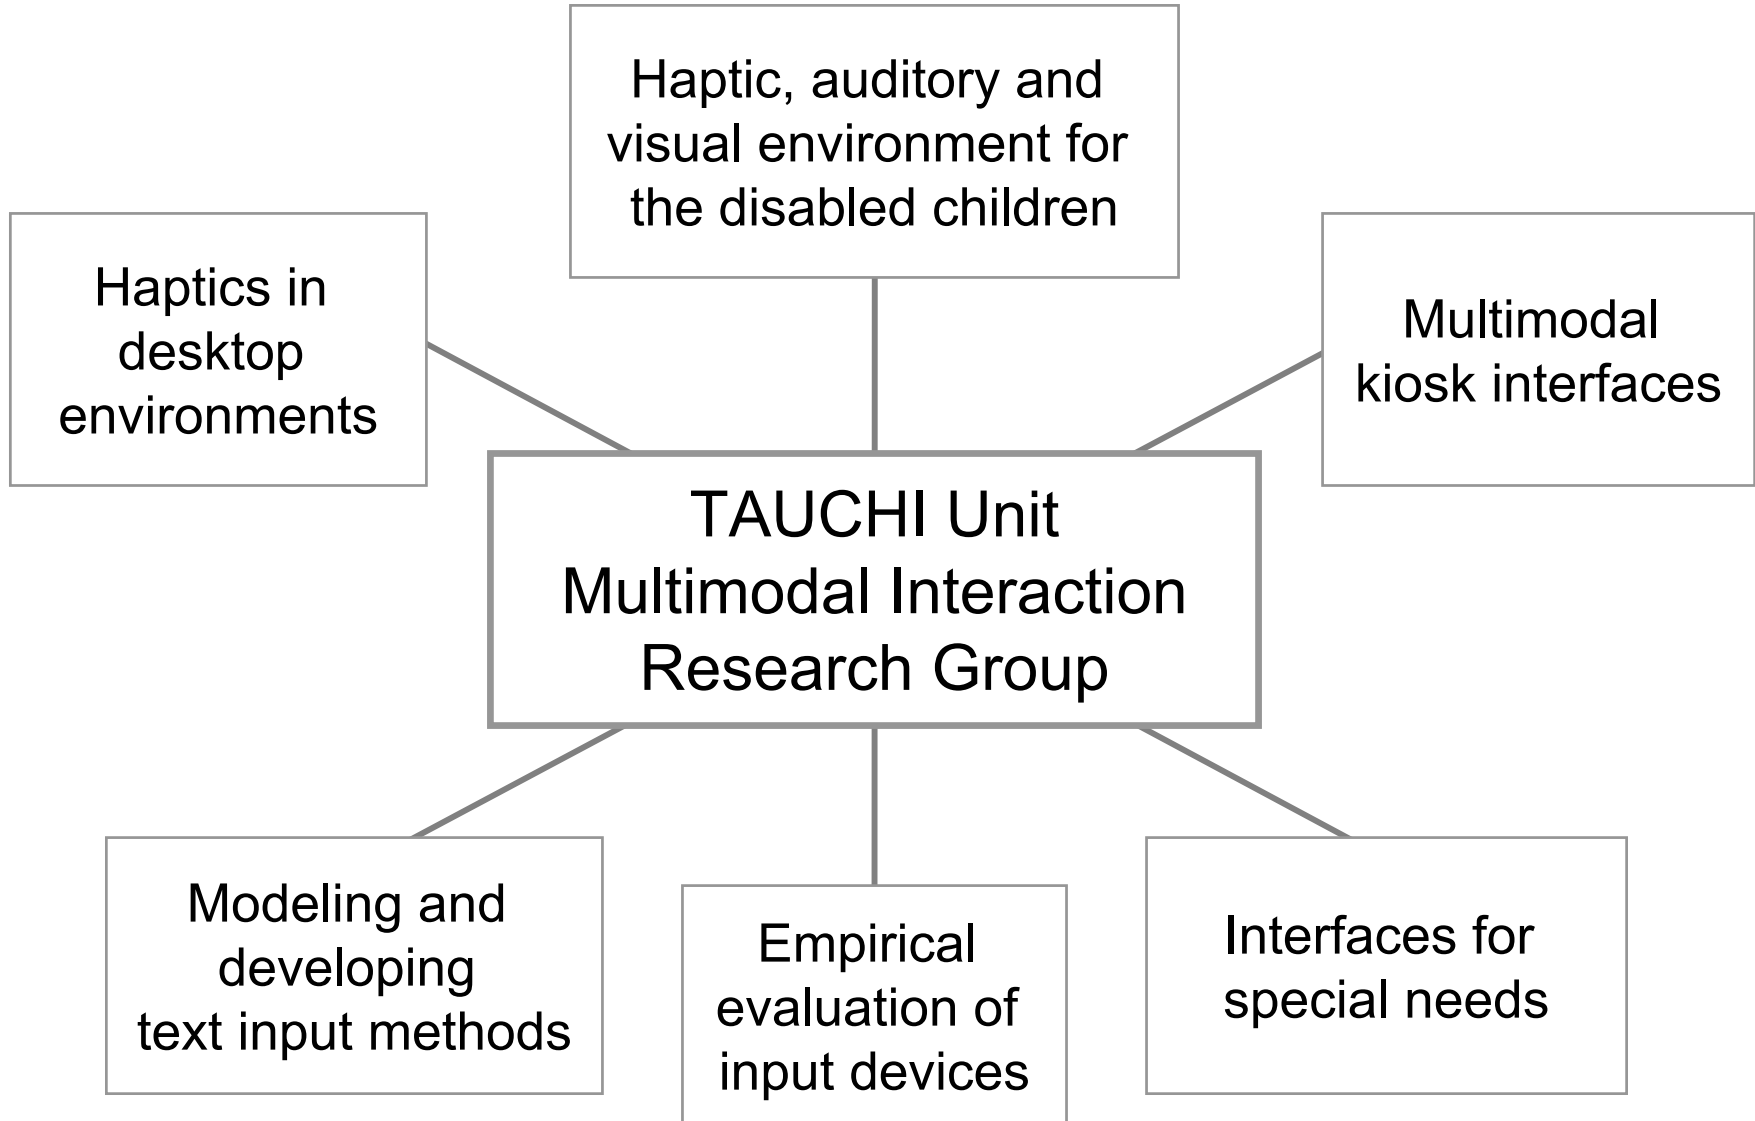 Haptic, auditory and
visual environment for
the disabled children
Haptics in
desktop
environments
Multimodal
kiosk interfaces
TAUCHI Unit
Multimodal Interaction
Research Group
Modeling and
developing
text input methods
Empirical
evaluation of
input devices
Interfaces for
special needs